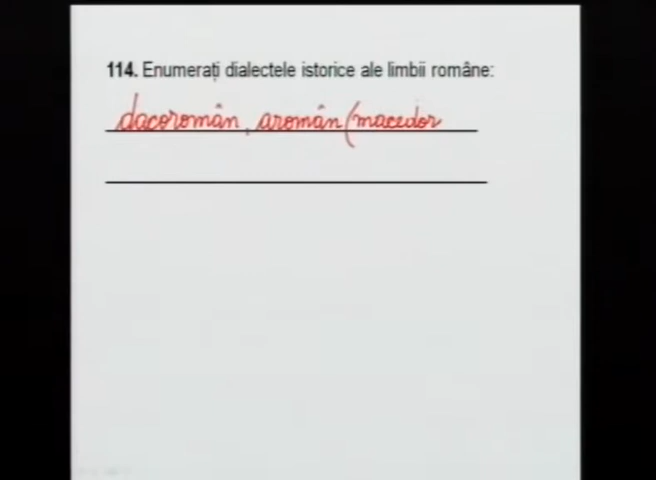 114. Enumerați dialectele istorice ale limbii române:
dacoromân, aromân (macedor